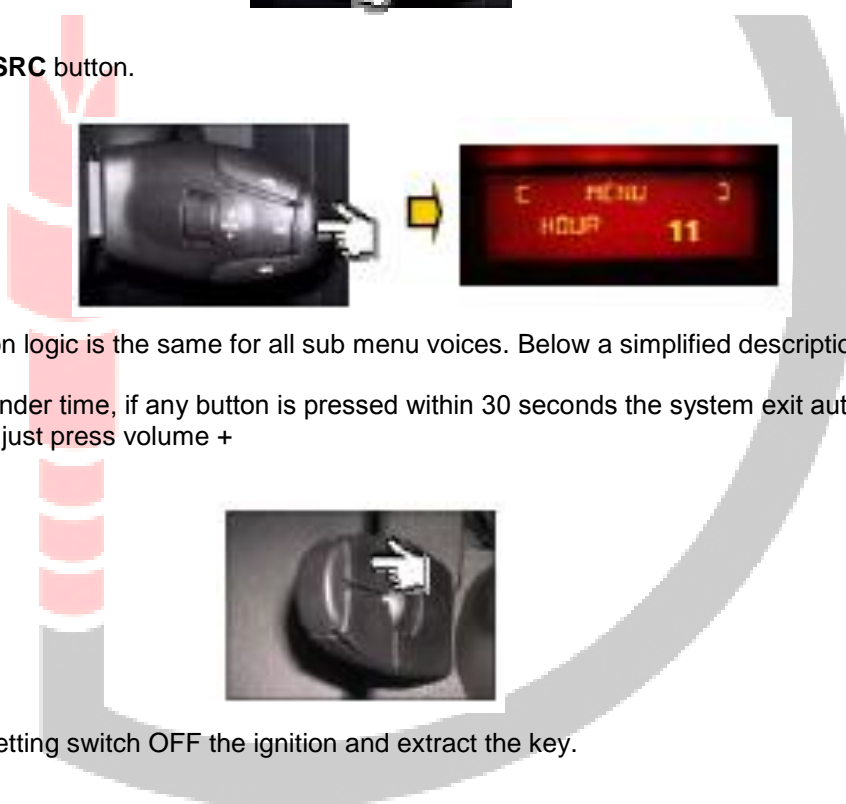 SRC button.
[ MENU ]
HOUR 11
on logic is the same for all sub menu voices. Below a simplified descriptio
nder time, if any button is pressed within 30 seconds the system exit aut
just press volume +
etting switch OFF the ignition and extract the key.